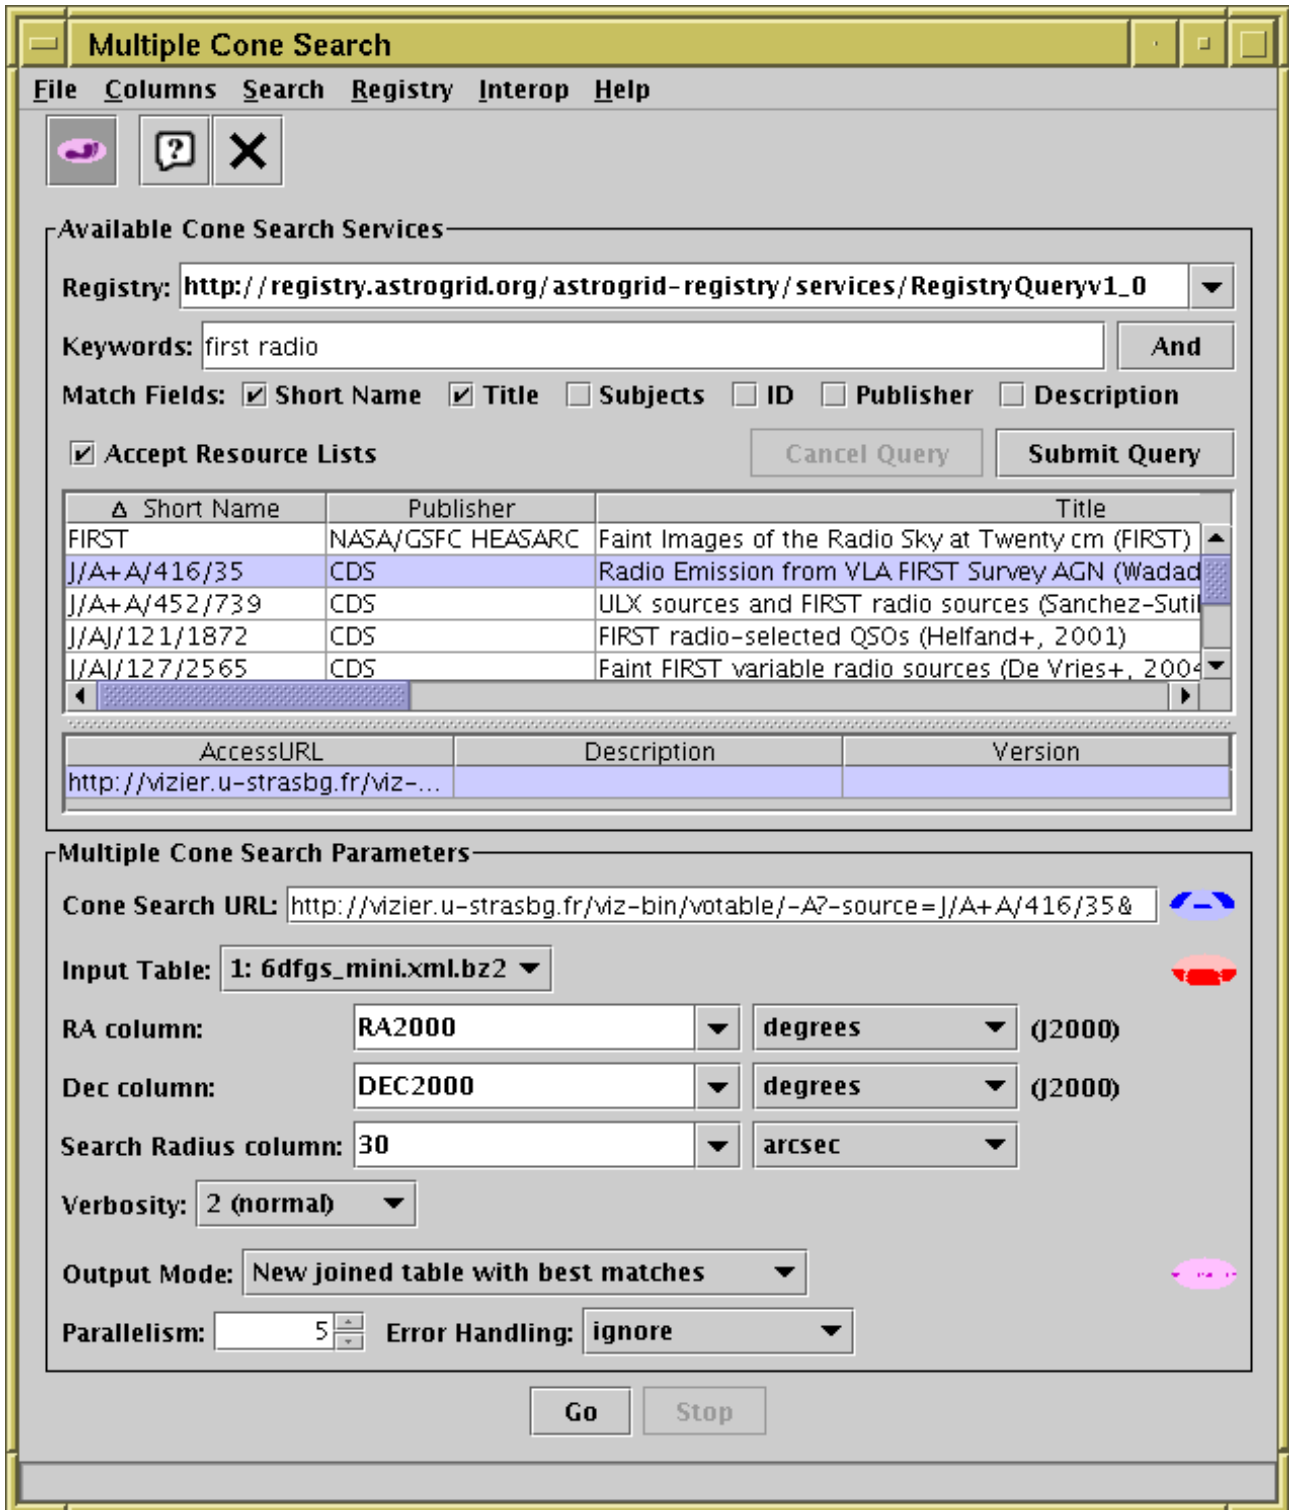 Multiple Cone Search
File Columns Search Registry Interop Help
?
Available Cone Search Services
Registry: http://registry.astrogrid.org/astrogrid-registry/services/RegistryQueryv1_0
Keywords: first radio And
Match Fields: Short Name Title Subjects ID Publisher Description
Accept Resource Lists Cancel Query Submit Query
Short Name Publisher Title
FIRST NASA/GSFC HEASARC Faint Images of the Radio Sky at Twenty cm (FIRST)
J/A+A/416/35 CDS Radio Emission from VLA FIRST Survey AGN (Wadad
J/A+A/452/739 CDS ULX sources and FIRST radio sources (Sanchez-Sutil
J/AJ/121/1872 CDS FIRST radio-selected QSOs (Helfand+, 2001)
J/AJ/127/2565 CDS Faint FIRST variable radio sources (De Vries+, 2004
AccessURL Description Version
http://vizier.u-strasbg.fr/viz-...
Multiple Cone Search Parameters
Cone Search URL: http://vizier.u-strasbg.fr/viz-bin/votable/-A?-source=J/A+A/416/35&
Input Table: 1: 6dfgs_mini.xml.bz2
RA column: RA2000 degrees (J2000)
Dec column: DEC2000 degrees (J2000)
Search Radius column: 30 arcsec
Verbosity: 2 (normal)
Output Mode: New joined table with best matches
Parallelism: 5 Error Handling: ignore
Go Stop